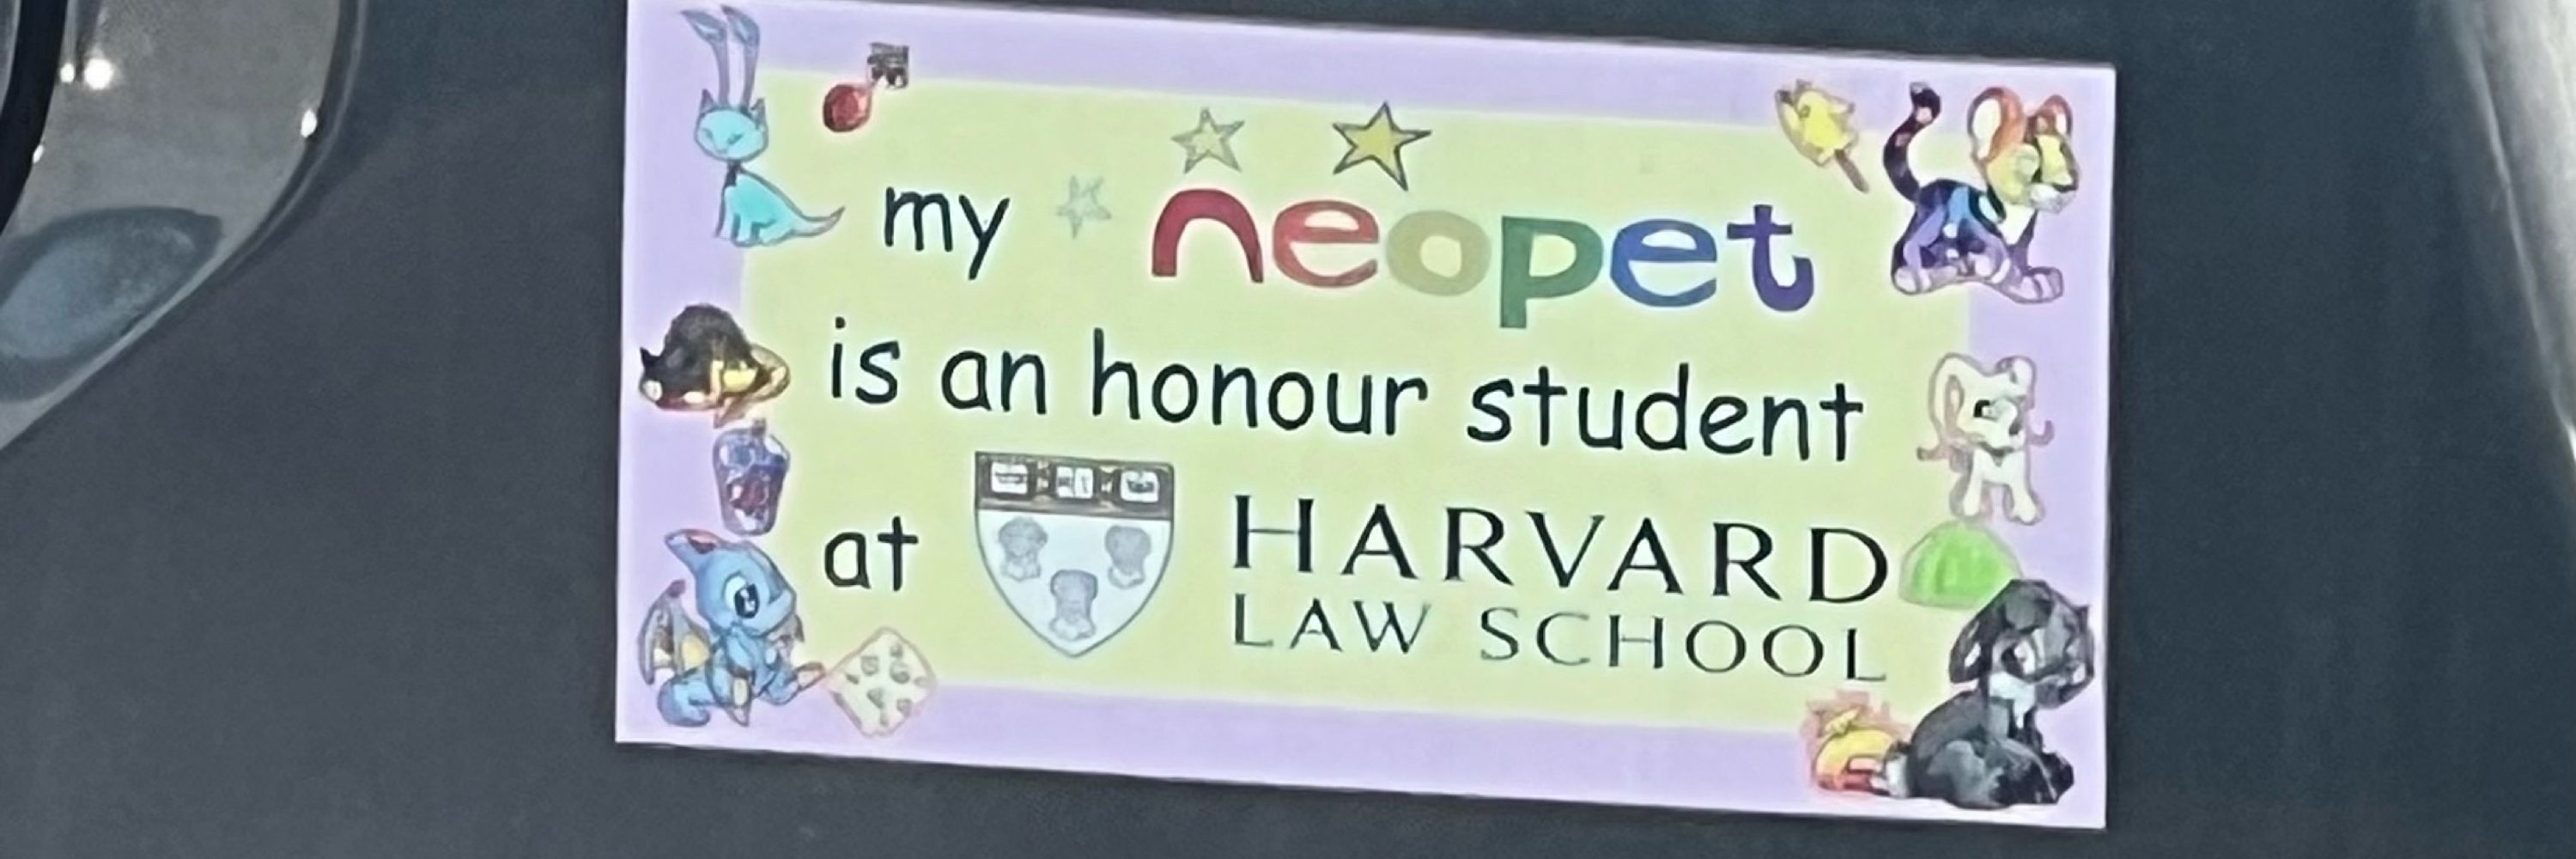 my neopet
is an honour student
at HARVARD
LAW SCHOOL